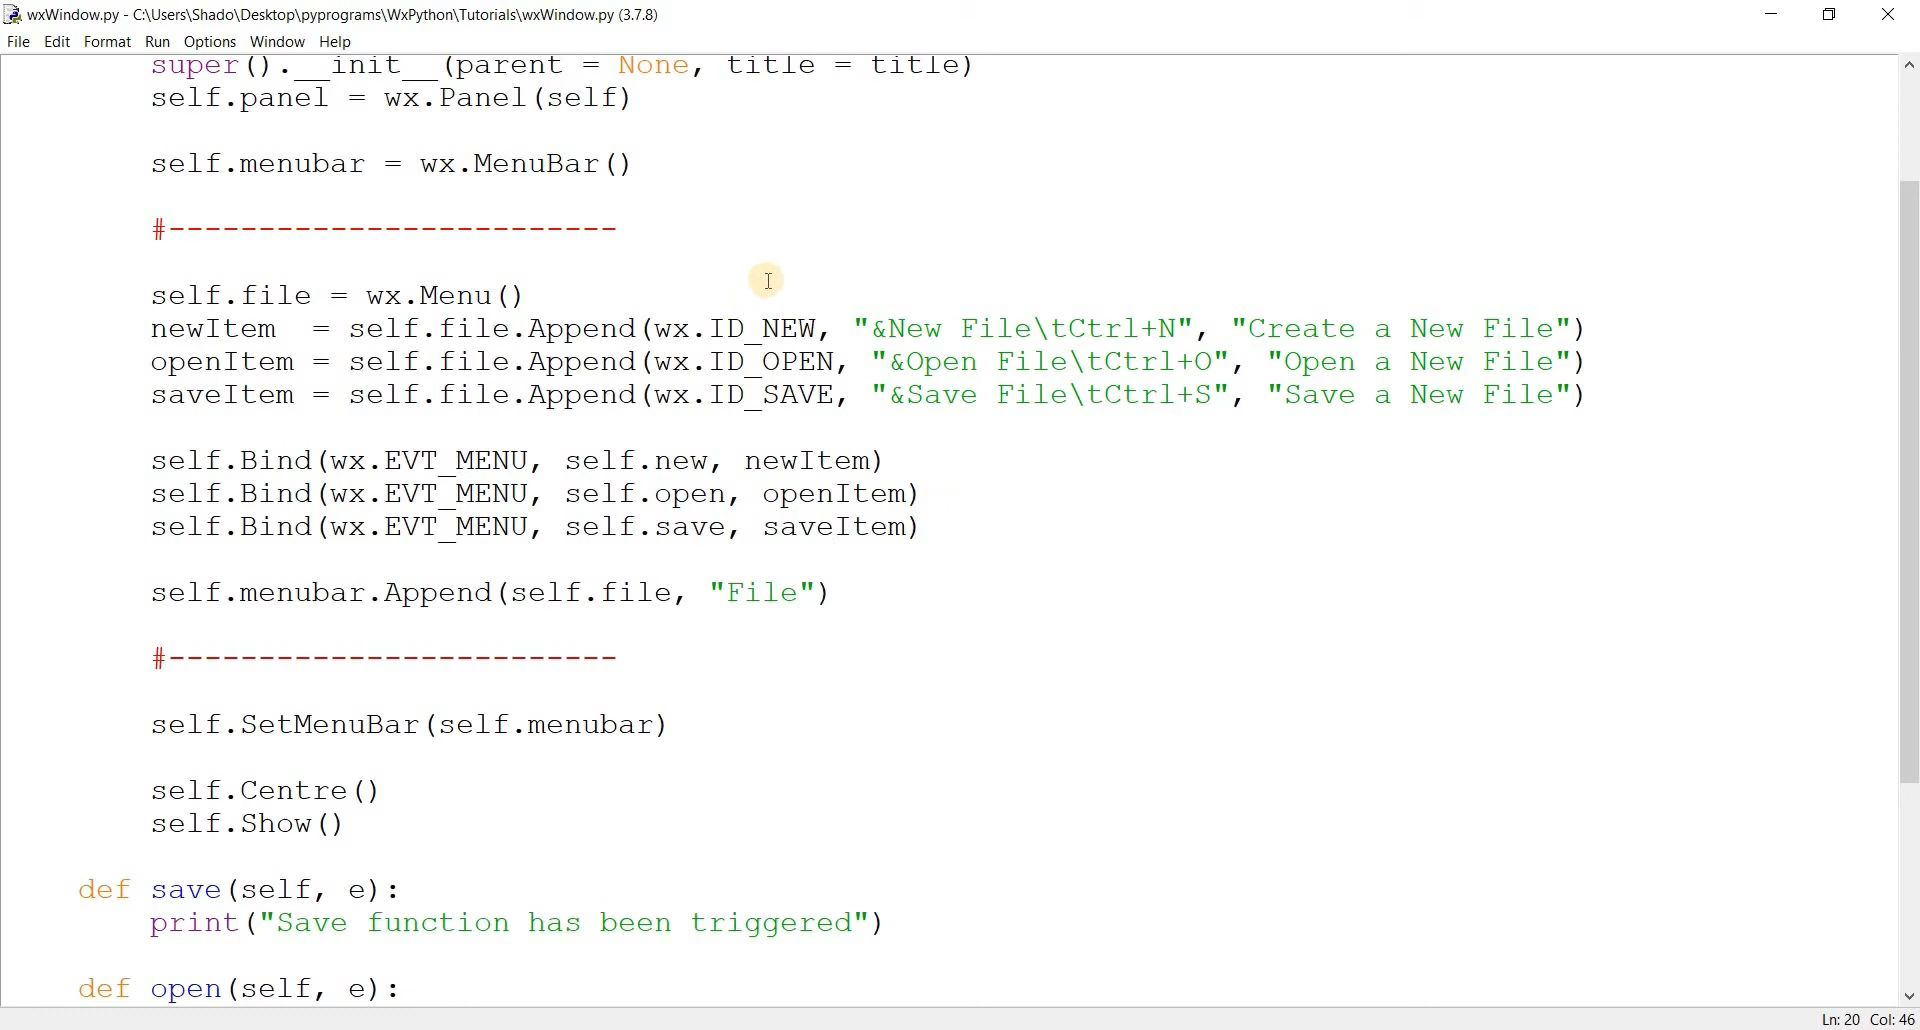 wxWindow.py - C:\Users\Shado\Desktop\pyprograms\WxPython\Tutorials\wxWindow.py (3.7.8)
File Edit Format Run Options Window Help
super().__init__(parent = None, title = title)
self.panel = wx.Panel(self)
self.menubar = wx.MenuBar()
#-------------------------
self.file = wx.Menu()
newItem  = self.file.Append(wx.ID_NEW, "&New File\tCtrl+N", "Create a New File")
openItem = self.file.Append(wx.ID_OPEN, "&Open File\tCtrl+O", "Open a New File")
saveItem = self.file.Append(wx.ID_SAVE, "&Save File\tCtrl+S", "Save a New File")
self.Bind(wx.EVT_MENU, self.new, newItem)
self.Bind(wx.EVT_MENU, self.open, openItem)
self.Bind(wx.EVT_MENU, self.save, saveItem)
self.menubar.Append(self.file, "File")
#-------------------------
self.SetMenuBar(self.menubar)
self.Centre()
self.Show()
def save(self, e):
print("Save function has been triggered")
def open(self, e):
Ln: 20 Col: 46